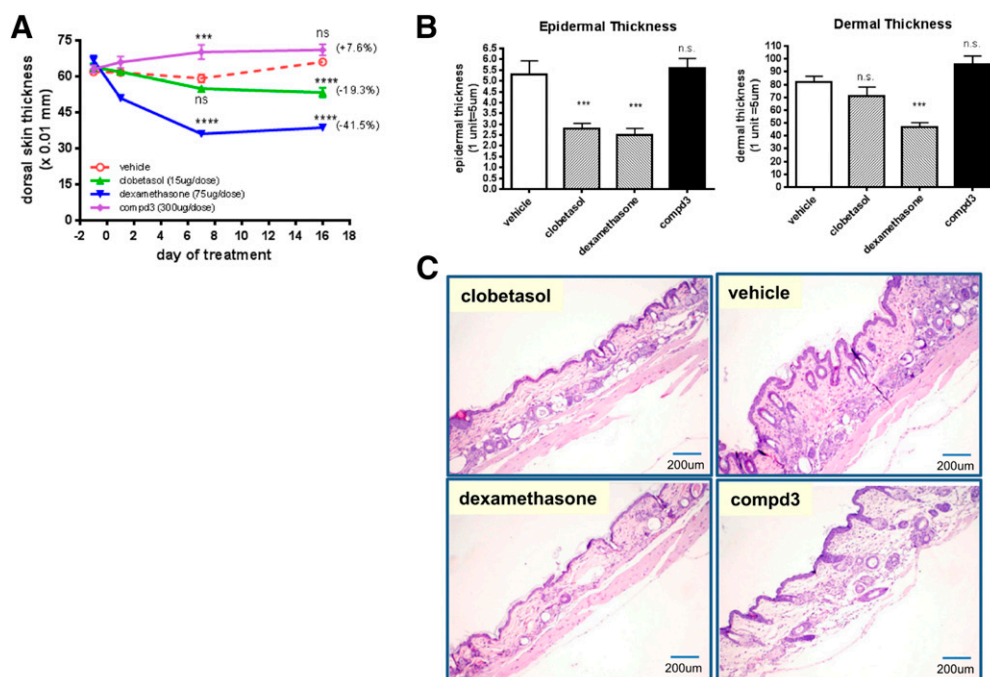 A
dorsal skin thickness
(x 0.01 mm)
75
60
45
30
15
0
-2 0 2 4 6 8 10 12 14 16 18
day of treatment
***
ns
(+7.6%)
ns
****
(-19.3%)
****
****
(-41.5%)
vehicle
clobetasol (15ug/dose)
dexamethasone (75ug/dose)
compd3 (300ug/dose)
B
Epidermal Thickness
epidermal thickness
(1 unit=5um)
6.5
6.0
5.5
5.0
4.5
4.0
3.5
3.0
2.5
2.0
1.5
1.0
0.5
0.0
***
***
n.s.
vehicle
clobetasol
dexamethasone
compd3
Dermal Thickness
dermal thickness
(1 unit =5um)
110
100
90
80
70
60
50
40
30
20
10
0
n.s.
***
n.s.
vehicle
clobetasol
dexamethasone
compd3
C
clobetasol
200um
vehicle
200um
dexamethasone
200um
compd3
200um